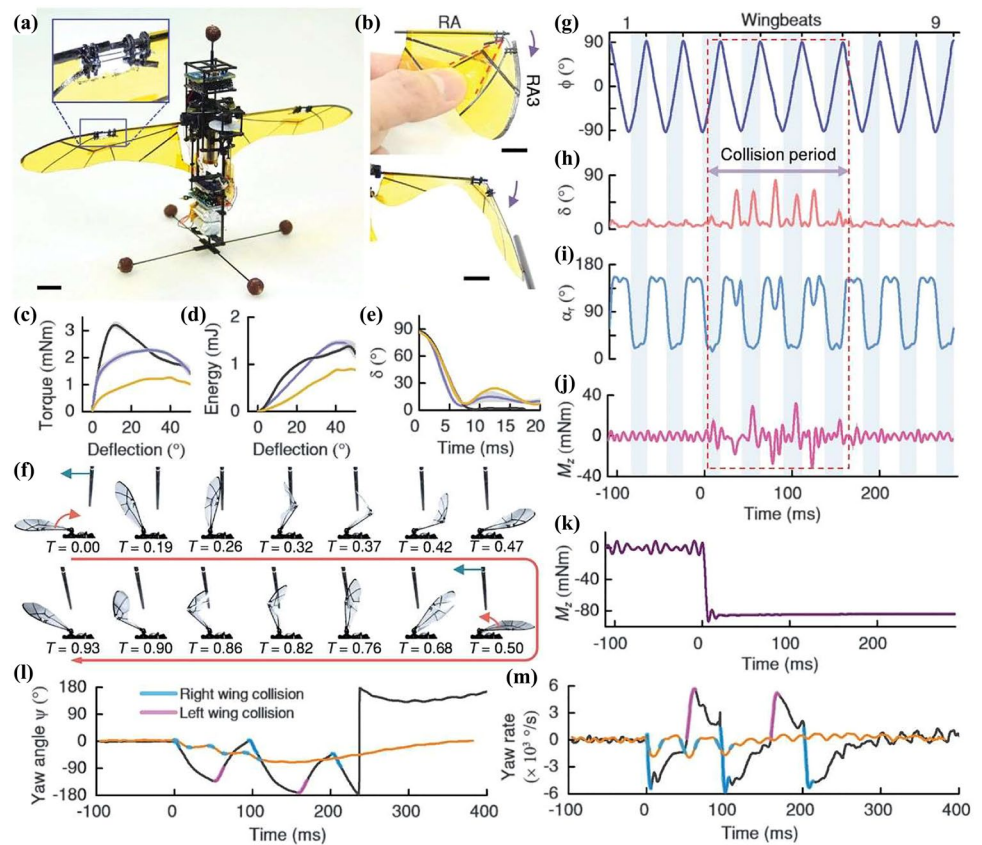 (a)
(b)
RA
RA3
(c)
Torque (mNm)
3
2
1
0
0
20
40
Deflection (°)
(d)
Energy (mJ)
2
1
0
0
20
40
Deflection (°)
(e)
δ (°)
90
60
30
0
0
5
10
15
20
Time (ms)
(f)
T = 0.00
T = 0.19
T = 0.26
T = 0.32
T = 0.37
T = 0.42
T = 0.47
T = 0.93
T = 0.90
T = 0.86
T = 0.82
T = 0.76
T = 0.68
T = 0.50
(g)
1
Wingbeats
9
ϕ (°)
90
0
-90
(h)
Collision period
δ (°)
90
0
(i)
αr (°)
180
90
0
(j)
Mz (mNm)
40
0
-40
-100
0
100
200
Time (ms)
(k)
Mz (mNm)
0
-40
-80
-100
0
100
200
Time (ms)
(l)
Yaw angle ψ (°)
180
90
0
-90
-180
Right wing collision
Left wing collision
-100
0
100
200
300
400
Time (ms)
(m)
Yaw rate
(× 10³ °/s)
6
3
0
-3
-6
-100
0
100
200
300
400
Time (ms)